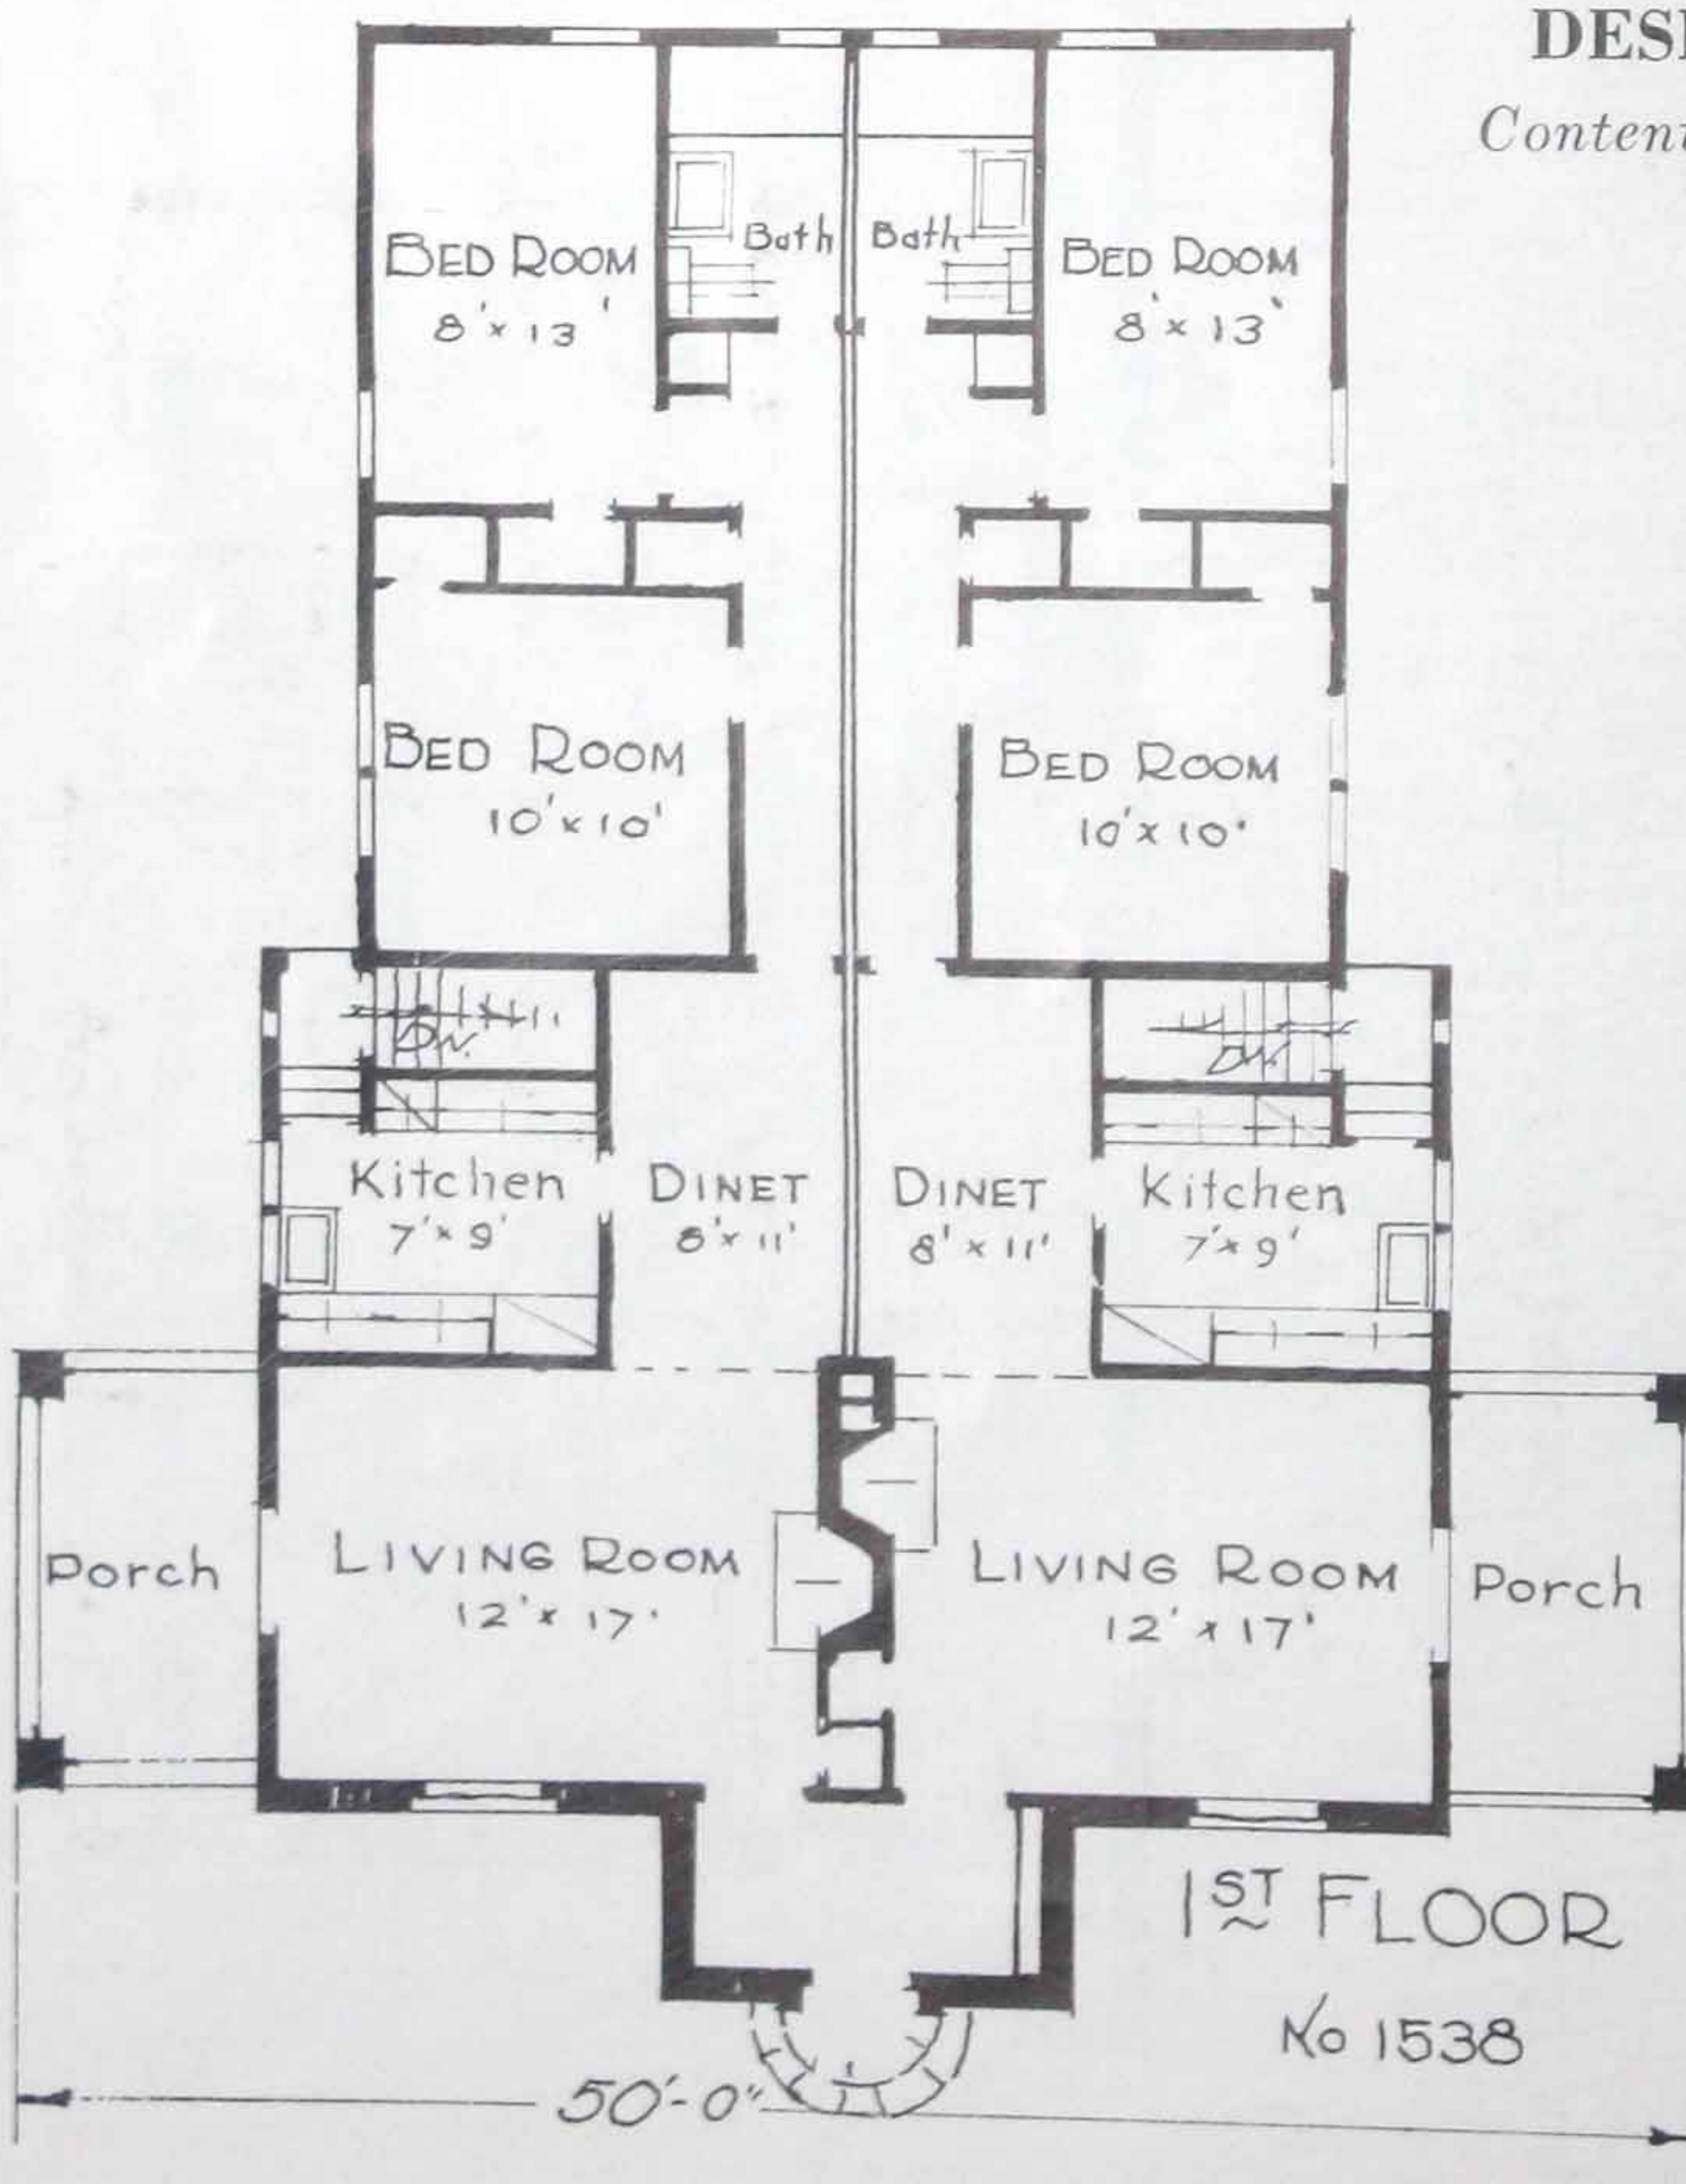 DESI
Content
Bath Bath
BED ROOM
8' x 13'
BED ROOM
8' x 13'
BED ROOM
10' x 10'
BED ROOM
10' x 10'
DN.
DN.
Kitchen
7' x 9'
DINET
8' x 11'
DINET
8' x 11'
Kitchen
7' x 9'
Porch
LIVING ROOM
12' x 17'
LIVING ROOM
12' x 17'
Porch
1ST FLOOR
No 1538
50'-0"